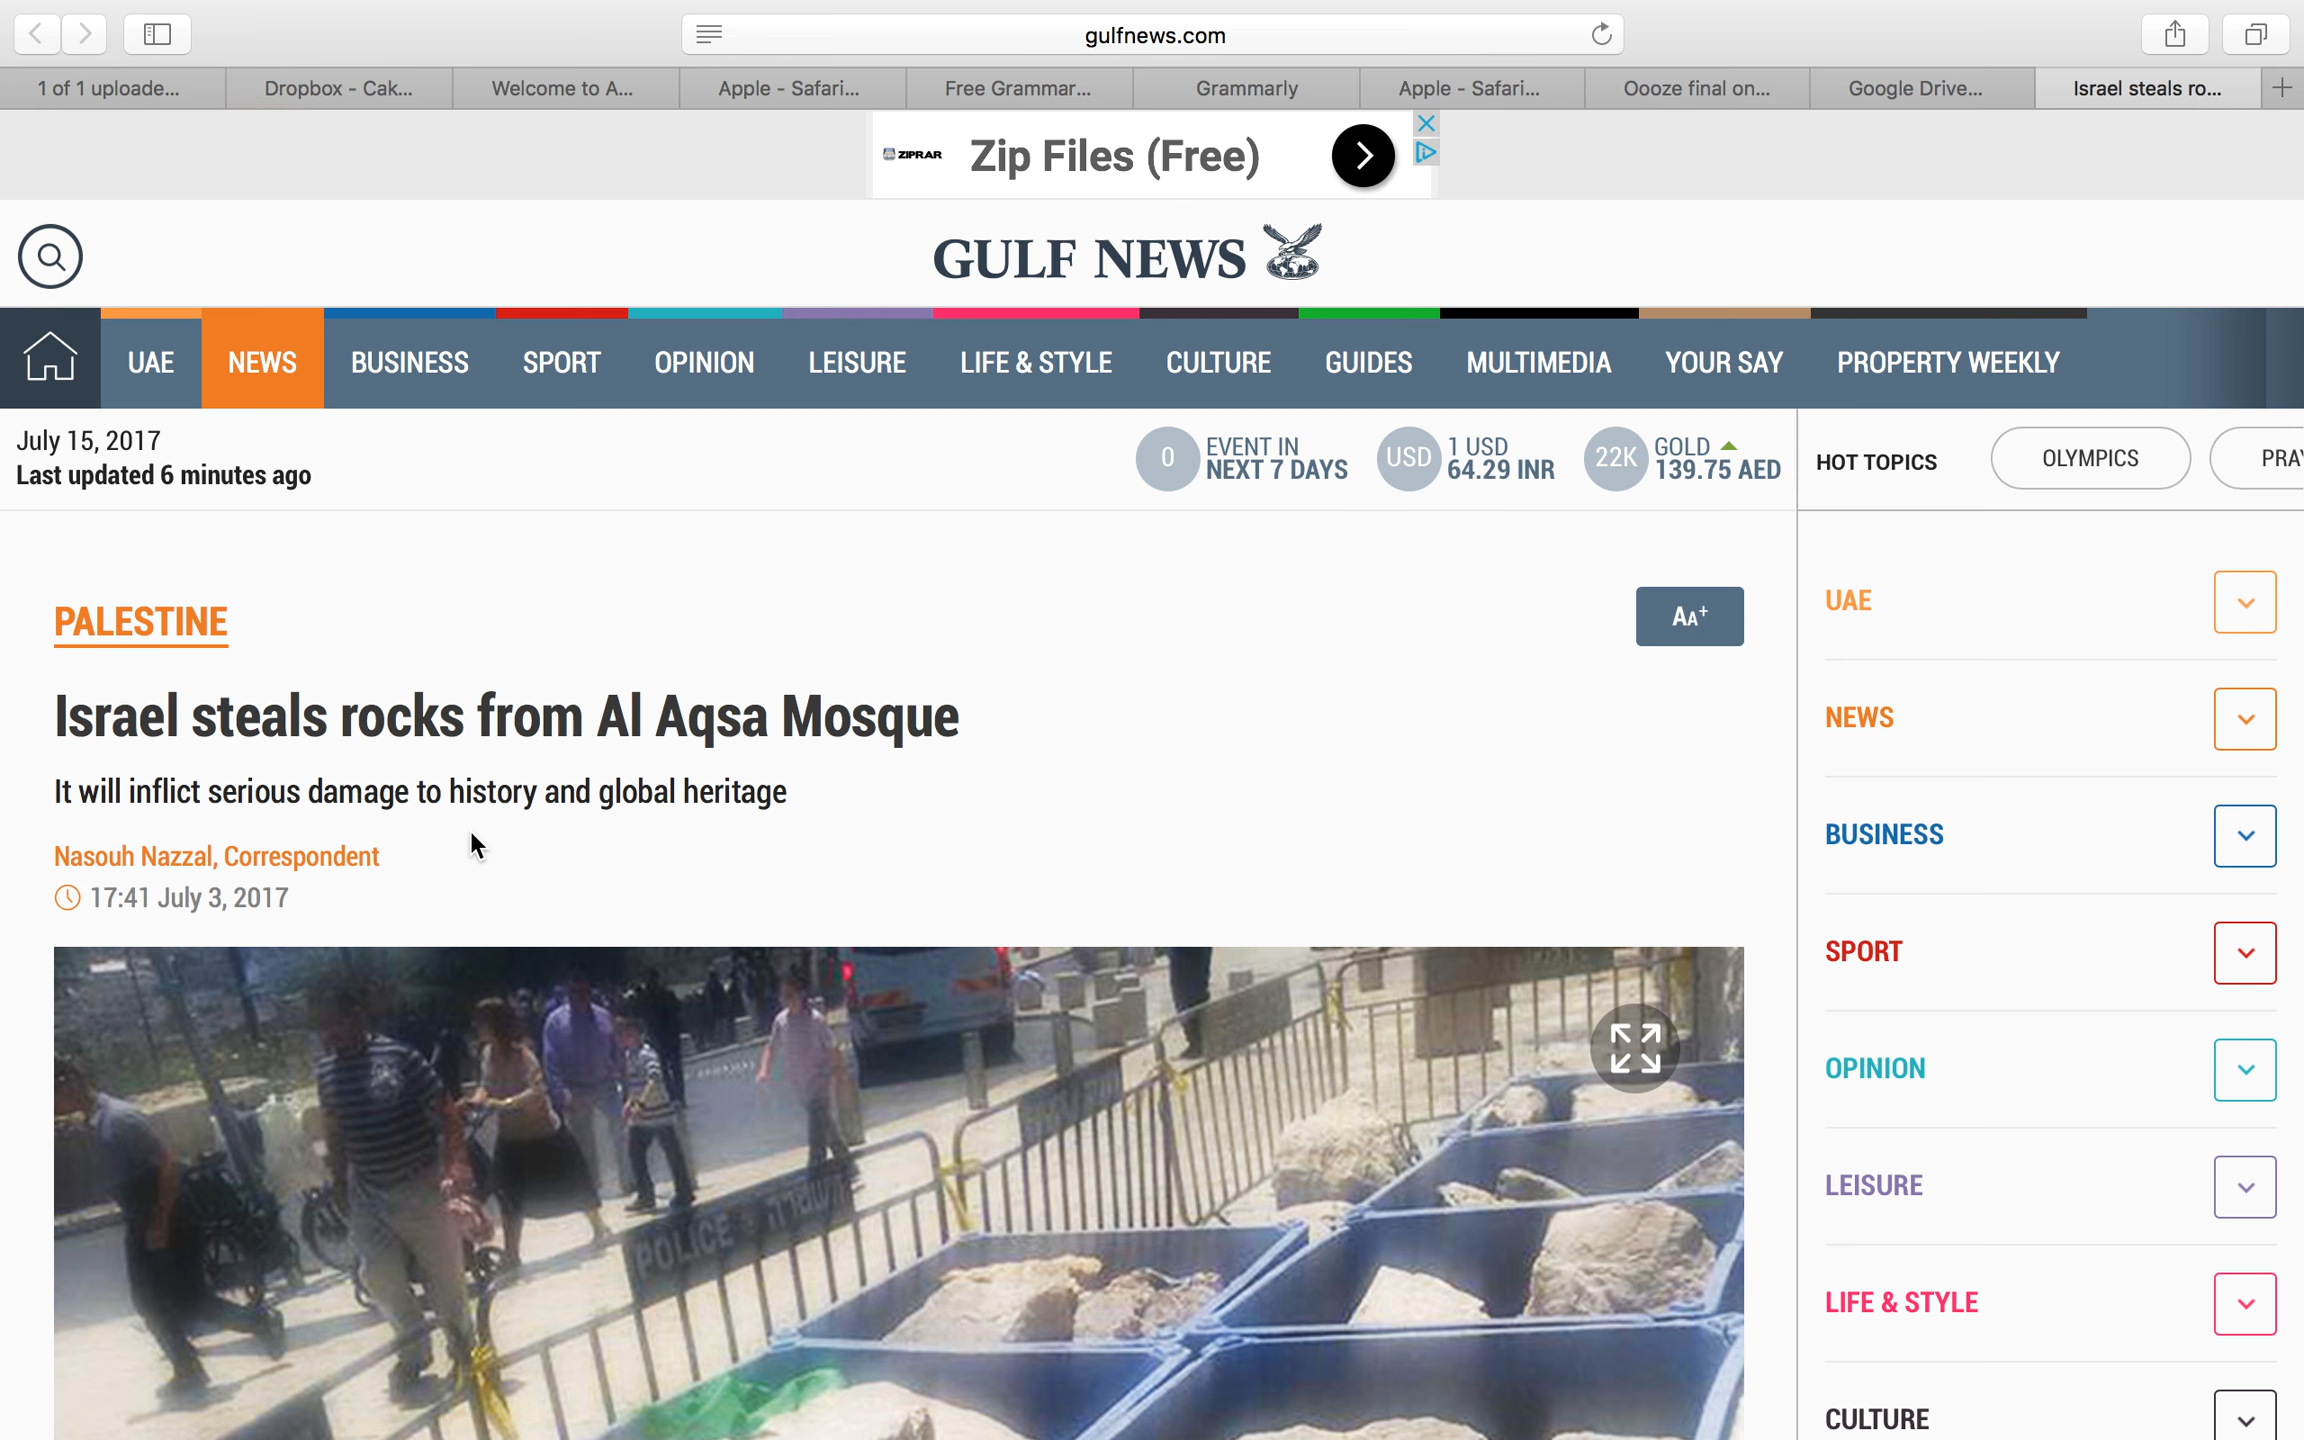 gulfnews.com
1 of 1 uploade...
Dropbox - Cak...
Welcome to A...
Apple - Safari...
Free Grammar...
Grammarly
Apple - Safari...
Oooze final on...
Google Drive...
Israel steals ro...
ZIPRAR
Zip Files (Free)
GULF NEWS
UAE
NEWS
BUSINESS
SPORT
OPINION
LEISURE
LIFE & STYLE
CULTURE
GUIDES
MULTIMEDIA
YOUR SAY
PROPERTY WEEKLY
July 15, 2017
Last updated 6 minutes ago
0
EVENT IN
NEXT 7 DAYS
USD
1 USD
64.29 INR
22K
GOLD
139.75 AED
HOT TOPICS
OLYMPICS
PRAY
PALESTINE
AA+
Israel steals rocks from Al Aqsa Mosque
It will inflict serious damage to history and global heritage
Nasouh Nazzal, Correspondent
17:41 July 3, 2017
POLICE משטרה
UAE
NEWS
BUSINESS
SPORT
OPINION
LEISURE
LIFE & STYLE
CULTURE